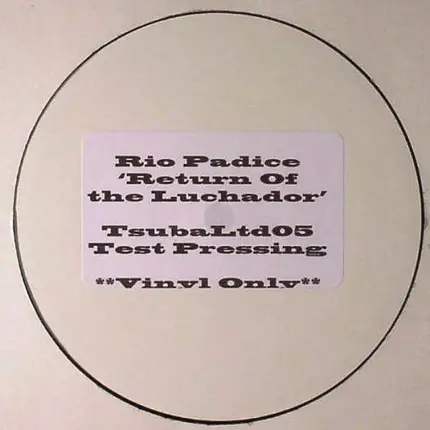 Rio Padice
‘Return Of
the Luchador’
TsubaLtd05
Test Pressing
**Vinyl Only**